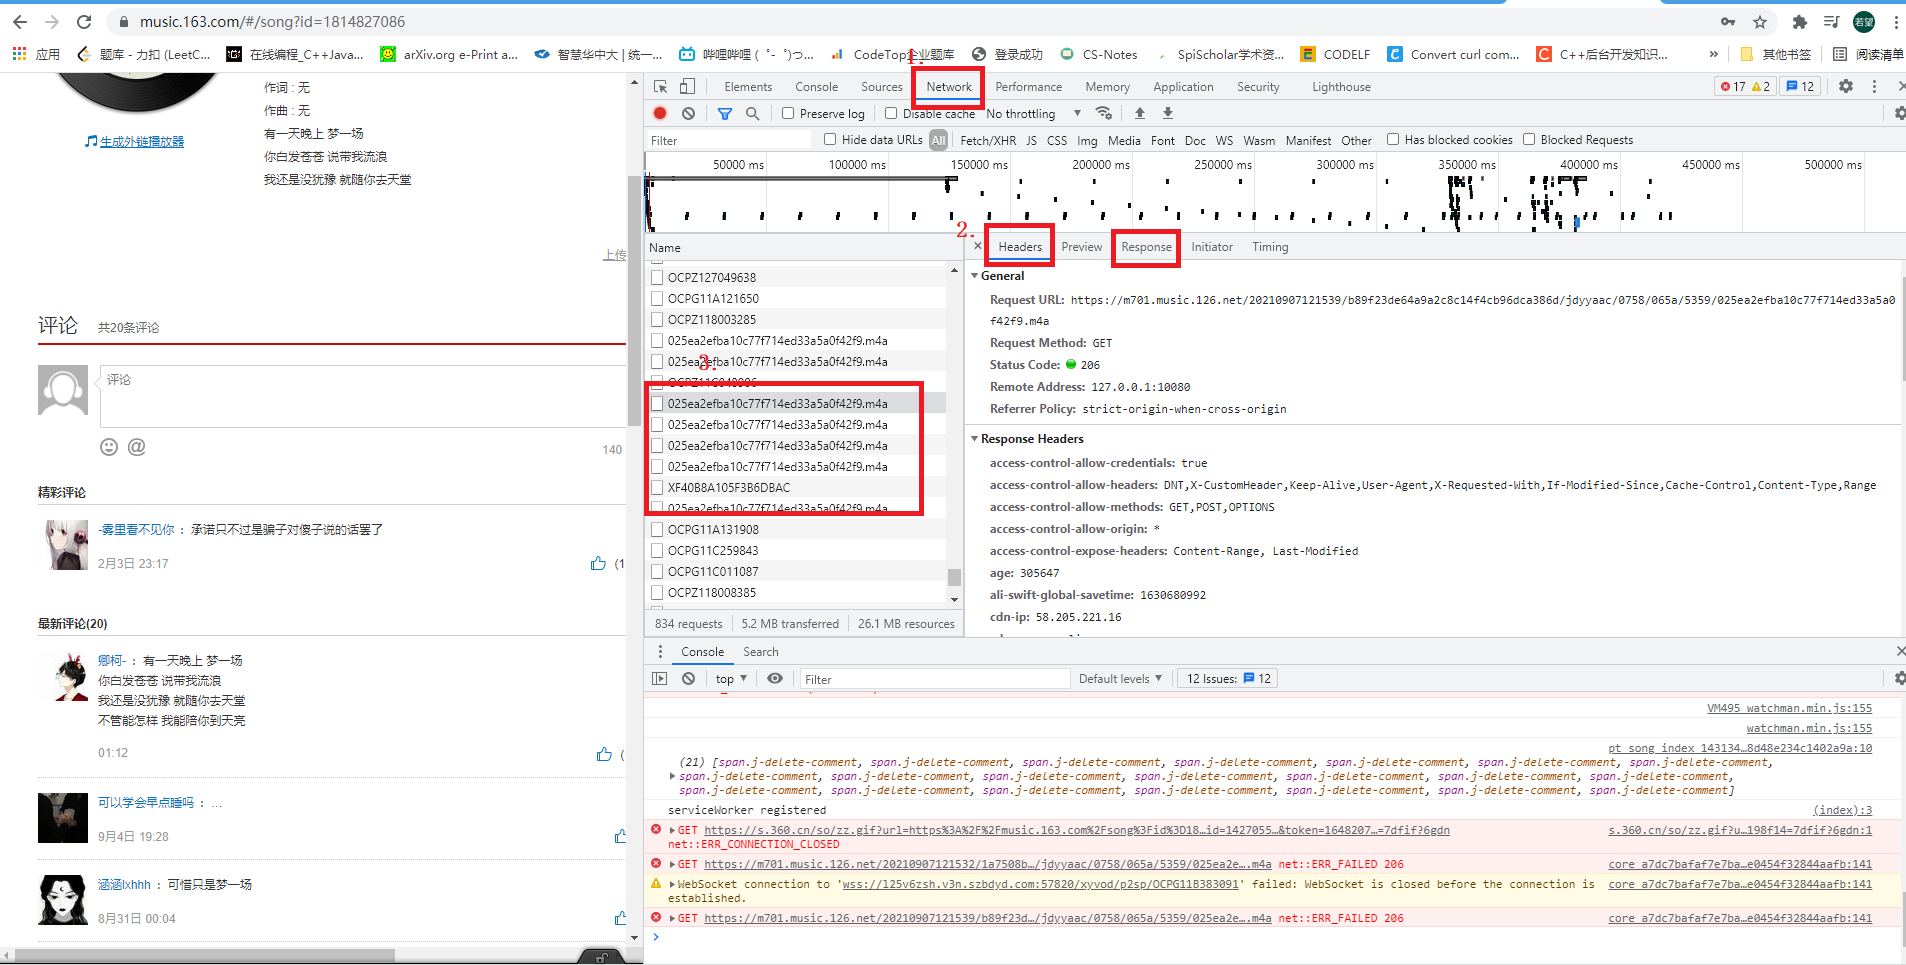 music.163.com/#/song?id=1814827086
若望
应用
题库 - 力扣 (LeetC...
在线编程_C++Java...
arXiv.org e-Print a...
智慧华中大 | 统一...
哔哩哔哩 ( ゜- ゜)つ...
CodeTop企业题库
登录成功
CS-Notes
SpiScholar学术资...
CODELF
Convert curl com...
C++后台开发知识...
»
其他书签
阅读清单
1.
作词 : 无
作曲 : 无
有一天晚上 梦一场
你白发苍苍 说带我流浪
我还是没犹豫 就随你去天堂
生成外链播放器
上传
评论 共20条评论
评论
140
精彩评论
-雾里看不见你 : 承诺只不过是骗子对傻子说的话罢了
2月3日 23:17
(1
最新评论(20)
卿柯- : 有一天晚上 梦一场
你白发苍苍 说带我流浪
我还是没犹豫 就随你去天堂
不管能怎样 我能陪你到天亮
01:12
(
可以学会早点睡吗 : ...
9月4日 19:28
涵涵lxhhh : 可惜只是梦一场
8月31日 00:04
Elements Console Sources Network Performance Memory Application Security Lighthouse
17 2 12
Preserve log Disable cache No throttling
Filter Hide data URLs All Fetch/XHR JS CSS Img Media Font Doc WS Wasm Manifest Other Has blocked cookies Blocked Requests
50000 ms 100000 ms 150000 ms 200000 ms 250000 ms 300000 ms 350000 ms 400000 ms 450000 ms 500000 ms
2.
Name
OCPZ127049638
OCPG11A121650
OCPZ118003285
025ea2efba10c77f714ed33a5a0f42f9.m4a
025ea2efba10c77f714ed33a5a0f42f9.m4a
3.
025ea2efba10c77f714ed33a5a0f42f9.m4a
025ea2efba10c77f714ed33a5a0f42f9.m4a
025ea2efba10c77f714ed33a5a0f42f9.m4a
025ea2efba10c77f714ed33a5a0f42f9.m4a
XF40B8A105F3B6DBAC
025ea2efba10c77f714ed33a5a0f42f9.m4a
OCPG11A131908
OCPG11C259843
OCPG11C011087
OCPZ118008385
834 requests 5.2 MB transferred 26.1 MB resources
Headers Preview Response Initiator Timing
General
Request URL: https://m701.music.126.net/20210907121539/b89f23de64a9a2c8c14f4cb96dca386d/jdyyaac/0758/065a/5359/025ea2efba10c77f714ed33a5a0
f42f9.m4a
Request Method: GET
Status Code: 206
Remote Address: 127.0.0.1:10080
Referrer Policy: strict-origin-when-cross-origin
Response Headers
access-control-allow-credentials: true
access-control-allow-headers: DNT,X-CustomHeader,Keep-Alive,User-Agent,X-Requested-With,If-Modified-Since,Cache-Control,Content-Type,Range
access-control-allow-methods: GET,POST,OPTIONS
access-control-allow-origin: *
access-control-expose-headers: Content-Range, Last-Modified
age: 305647
ali-swift-global-savetime: 1630680992
cdn-ip: 58.205.221.16
Console Search
top Filter Default levels 12 Issues: 12
VM495 watchman.min.js:155
watchman.min.js:155
pt_song_index_143134…8d48e234c1402a9a:10
(21) [span.j-delete-comment, span.j-delete-comment, span.j-delete-comment, span.j-delete-comment, span.j-delete-comment, span.j-delete-comment, span.j-delete-comment,
span.j-delete-comment, span.j-delete-comment, span.j-delete-comment, span.j-delete-comment, span.j-delete-comment, span.j-delete-comment, span.j-delete-comment,
span.j-delete-comment, span.j-delete-comment, span.j-delete-comment, span.j-delete-comment, span.j-delete-comment, span.j-delete-comment, span.j-delete-comment]
serviceWorker registered (index):3
GET https://s.360.cn/so/zz.gif?url=https%3A%2F%2Fmusic.163.com%2Fsong%3Fid%3D18…id=1427055…&token=1648207…=7dfif?6gdn s.360.cn/so/zz.gif?u…198f14=7dfif?6gdn:1
net::ERR_CONNECTION_CLOSED
GET https://m701.music.126.net/20210907121532/1a7508b…/jdyyaac/0758/065a/5359/025ea2e….m4a net::ERR_FAILED 206 core_a7dc7bafaf7e7ba…e0454f32844aafb:141
WebSocket connection to 'wss://l25v6zsh.v3n.szbdyd.com:57820/xyvod/p2sp/OCPG11B383091' failed: WebSocket is closed before the connection is core_a7dc7bafaf7e7ba…e0454f32844aafb:141
established.
GET https://m701.music.126.net/20210907121539/b89f23d…/jdyyaac/0758/065a/5359/025ea2e….m4a net::ERR_FAILED 206 core_a7dc7bafaf7e7ba…e0454f32844aafb:141